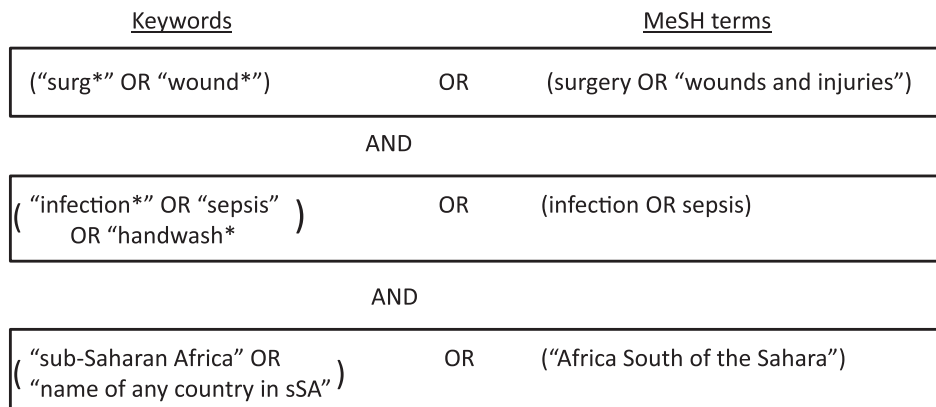 Keywords MeSH terms
(“surg*” OR “wound*”) OR (surgery OR “wounds and injuries”)
AND
( “infection*” OR “sepsis” ) OR (infection OR sepsis)
OR “handwash*
AND
( “sub-Saharan Africa” OR ) OR (“Africa South of the Sahara”)
“name of any country in sSA”